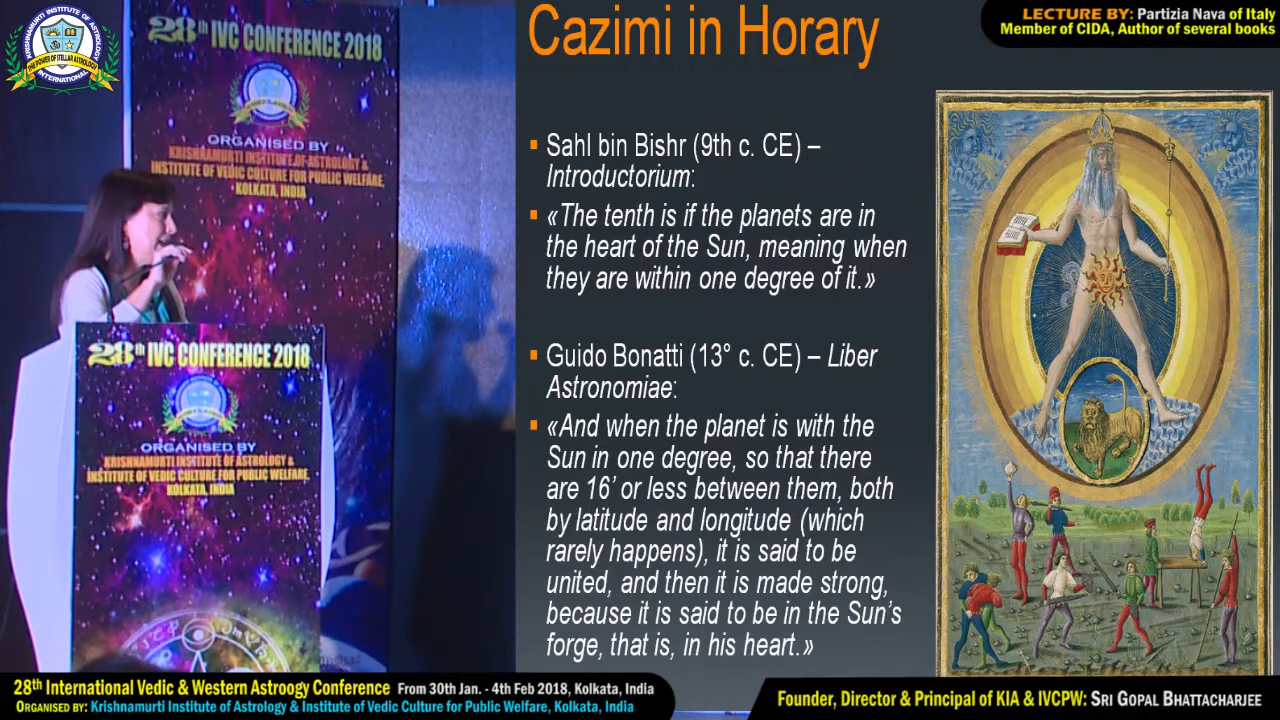 KRISHNAMURTI INSTITUTE OF ASTROLOGY
THE POWER OF STELLAR ASTROLOGY
INTERNATIONAL
28th IVC CONFERENCE 2018
ORGANISED BY
KRISHNAMURTI INSTITUTE OF ASTROLOGY &
INSTITUTE OF VEDIC CULTURE FOR PUBLIC WELFARE,
KOLKATA, INDIA
28th IVC CONFERENCE 2018
ORGANISED BY
KRISHNAMURTI INSTITUTE OF ASTROLOGY &
INSTITUTE OF VEDIC CULTURE FOR PUBLIC WELFARE,
KOLKATA, INDIA
Cazimi in Horary
▪ Sahl bin Bishr (9th c. CE) –
Introductorium:
▪ «The tenth is if the planets are in
the heart of the Sun, meaning when
they are within one degree of it.»
▪ Guido Bonatti (13° c. CE) – Liber
Astronomiae:
▪ «And when the planet is with the
Sun in one degree, so that there
are 16’ or less between them, both
by latitude and longitude (which
rarely happens), it is said to be
united, and then it is made strong,
because it is said to be in the Sun’s
forge, that is, in his heart.»
LECTURE BY: Partizia Nava of Italy
Member of CIDA, Author of several books
28th International Vedic & Western Astroogy Conference From 30th Jan. - 4th Feb 2018, Kolkata, India
ORGANISED BY: Krishnamurti Institute of Astrology & Institute of Vedic Culture for Public Welfare, Kolkata, India
Founder, Director & Principal of KIA & IVCPW: SRI GOPAL BHATTACHARJEE